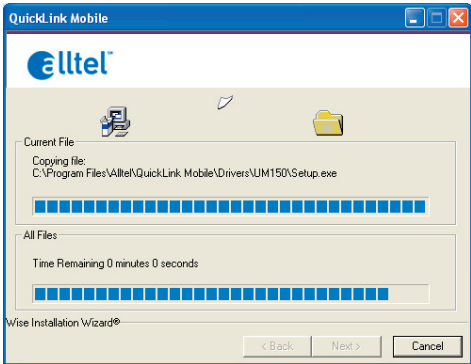 QuickLink Mobile
alltel™
Current File
Copying file:
C:\Program Files\Alltel\QuickLink Mobile\Drivers\UM150\Setup.exe
All Files
Time Remaining 0 minutes 0 seconds
Wise Installation Wizard®
< Back Next > Cancel